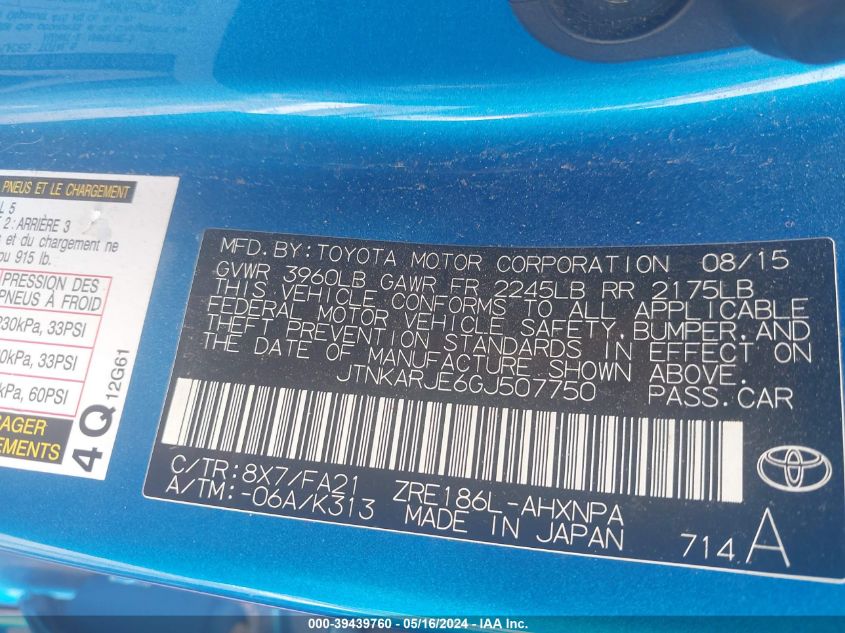 PNEUS ET LE CHARGEMENT
L 5
2 : ARRIÈRE 3
et du chargement ne
ou 915 lb.
PRESSION DES
PNEUS À FROID
230kPa, 33PSI
0kPa, 33PSI
kPa, 60PSI
4Q 12G61
MFD. BY: TOYOTA MOTOR CORPORATION 08/15
GVWR 3960LB GAWR FR 2245LB RR 2175LB
THIS VEHICLE CONFORMS TO ALL APPLICABLE
FEDERAL MOTOR VEHICLE SAFETY, BUMPER, AND
THEFT PREVENTION STANDARDS IN EFFECT ON
THE DATE OF MANUFACTURE SHOWN ABOVE.
JTNKARJE6GJ507750 PASS. CAR
C/TR: 8X7/FA21 ZRE186L-AHXNPA
A/TM: -06A/K313 MADE IN JAPAN 714 A
TOYOTA
000-39439760 - 05/16/2024 - IAA Inc.